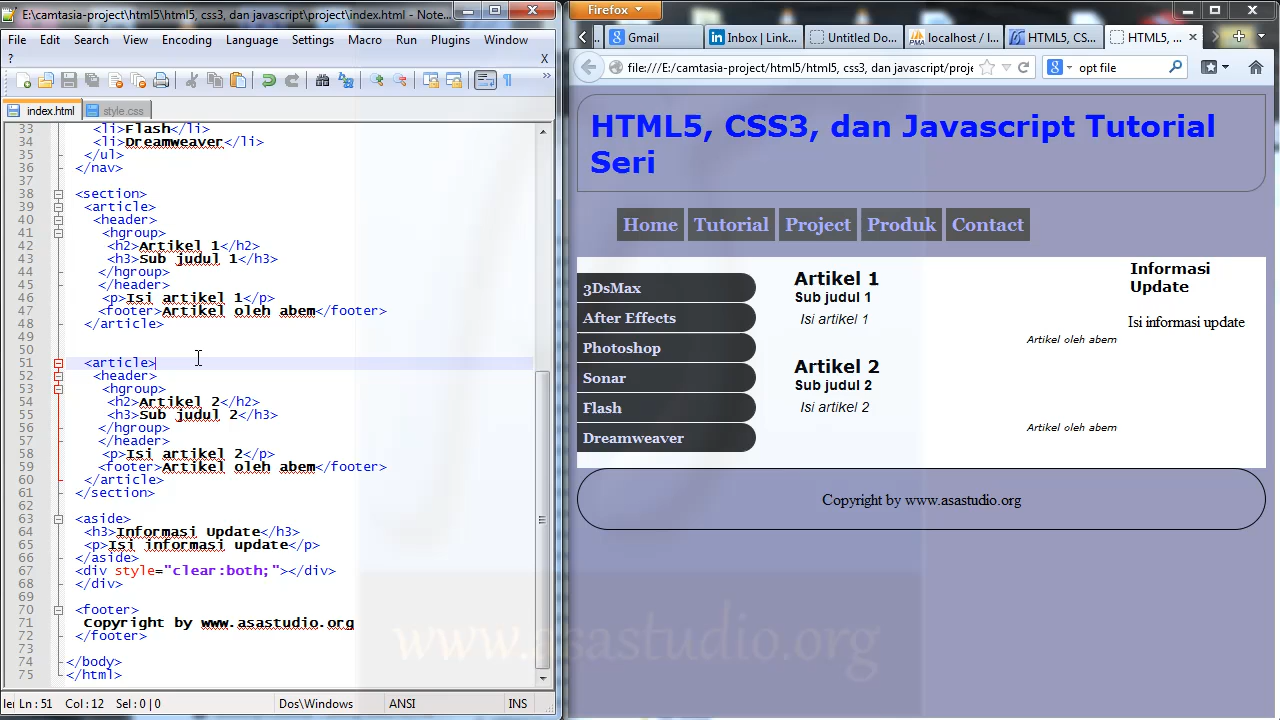 E:\camtasia-project\html5\html5, css3, dan javascript\project\index.html - Note...
File Edit Search View Encoding Language Settings Macro Run Plugins Window
? X
index.html style.css
33 <li>Flash</li>
34 <li>Dreamweaver</li>
35 </ul>
36 </nav>
37
38 <section>
39 <article>
40 <header>
41 <hgroup>
42 <h2>Artikel 1</h2>
43 <h3>Sub judul 1</h3>
44 </hgroup>
45 </header>
46 <p>Isi artikel 1</p>
47 <footer>Artikel oleh abem</footer>
48 </article>
49
50
51 <article>
52 <header>
53 <hgroup>
54 <h2>Artikel 2</h2>
55 <h3>Sub judul 2</h3>
56 </hgroup>
57 </header>
58 <p>Isi artikel 2</p>
59 <footer>Artikel oleh abem</footer>
60 </article>
61 </section>
62
63 <aside>
64 <h3>Informasi Update</h3>
65 <p>Isi informasi update</p>
66 </aside>
67 <div style="clear:both;"></div>
68 </div>
69
70 <footer>
71 Copyright by www.asastudio.org
72 </footer>
73
74 </body>
75 </html>
Ln : 51 Col : 12 Sel : 0 | 0 Dos\Windows ANSI INS
Firefox
Gmail Inbox | Link... Untitled Do... localhost / l... HTML5, CS... HTML5, ...
file:///E:/camtasia-project/html5/html5, css3, dan javascript/proje opt file
HTML5, CSS3, dan Javascript Tutorial
Seri
Home Tutorial Project Produk Contact
3DsMax
After Effects
Photoshop
Sonar
Flash
Dreamweaver
Artikel 1
Sub judul 1
Isi artikel 1
Artikel oleh abem
Artikel 2
Sub judul 2
Isi artikel 2
Artikel oleh abem
Informasi
Update
Isi informasi update
Copyright by www.asastudio.org
www.asastudio.org